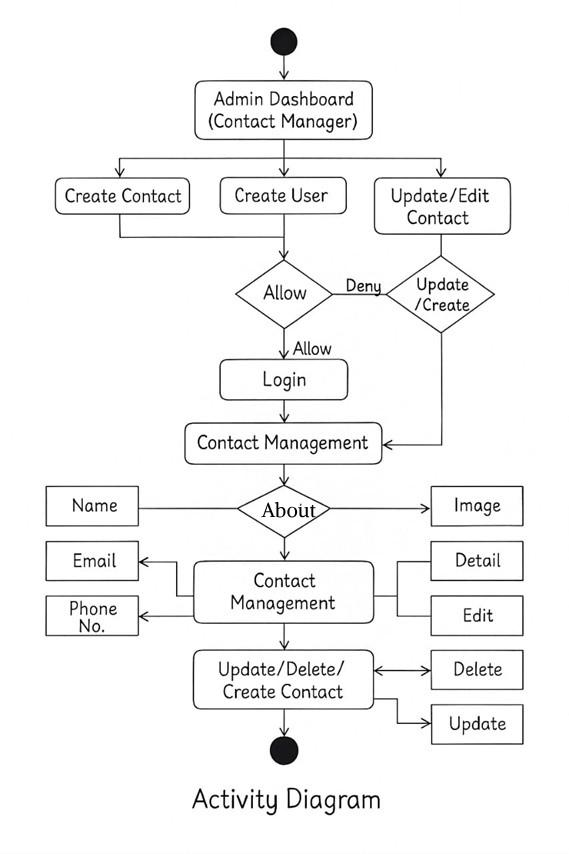 Admin Dashboard
(Contact Manager)
Create Contact
Create User
Update/Edit
Contact
Allow
Deny
Update
/Create
Allow
Login
Contact Management
Name
About
Image
Email
Contact
Management
Detail
Phone
No.
Edit
Update/Delete/
Create Contact
Delete
Update
Activity Diagram